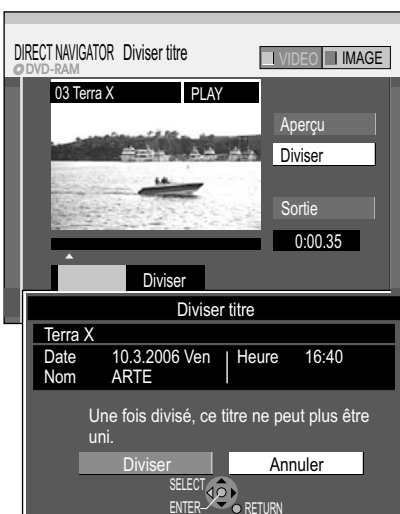 DIRECT NAVIGATOR Diviser titre
VIDEO IMAGE
DVD-RAM
03 Terra X PLAY
Aperçu
Diviser
Sortie
0:00.35
Diviser
Diviser titre
Terra X
Date 10.3.2006 Ven Heure 16:40
Nom ARTE
Une fois divisé, ce titre ne peut plus être
uni.
Diviser Annuler
SELECT
ENTER RETURN